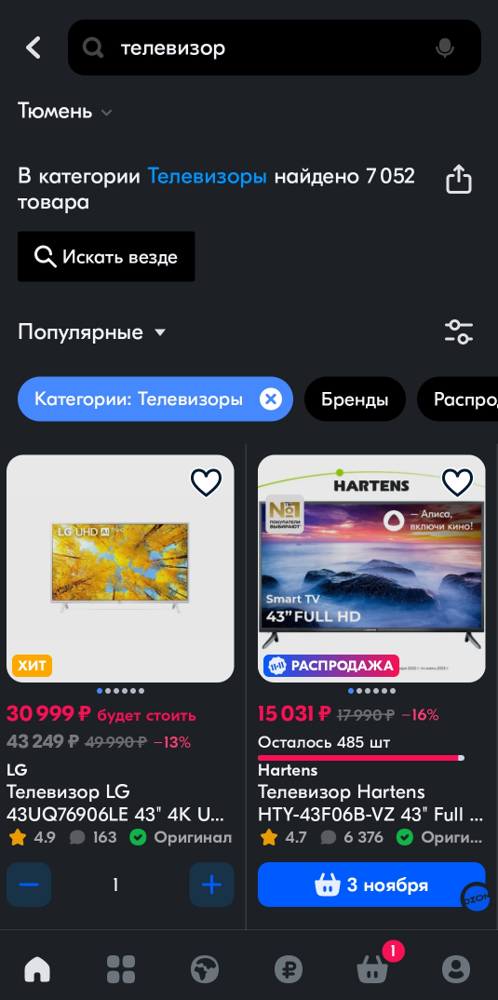 телевизор
Тюмень
В категории Телевизоры найдено 7 052
товара
Искать везде
Популярные
Категории: Телевизоры
Бренды
Распро
LG UHD AI ThinQ
ХИТ
30 999 ₽ будет стоить
43 249 ₽ 49 990 ₽ −13%
LG
Телевизор LG
43UQ76906LE 43" 4K U...
4.9 163 Оригинал
1
HARTENS
№1
ПОКУПАТЕЛИ
ВЫБИРАЮТ
— Алиса,
включи кино!
Smart TV
43” FULL HD
11.11 РАСПРОДАЖА
15 031 ₽ 17 990 ₽ −16%
Осталось 485 шт
Hartens
Телевизор Hartens
HTY-43F06B-VZ 43" Full ...
4.7 6 376 Ориги...
3 ноября
OZON
1